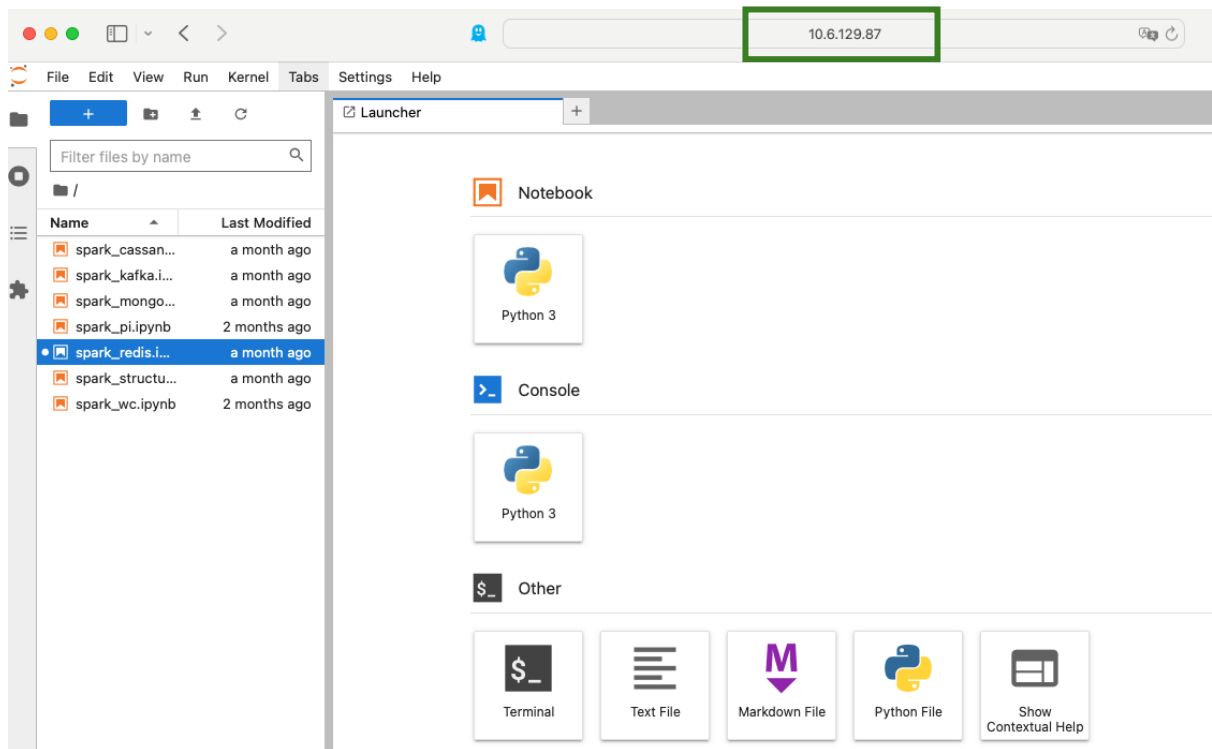 10.6.129.87
File Edit View Run Kernel Tabs Settings Help
+
Launcher +
Filter files by name
/
Name Last Modified
spark_cassan... a month ago
spark_kafka.i... a month ago
spark_mongo... a month ago
spark_pi.ipynb 2 months ago
spark_redis.i... a month ago
spark_structu... a month ago
spark_wc.ipynb 2 months ago
Notebook
Python 3
>_ Console
Python 3
$_ Other
$_
M
Terminal Text File Markdown File Python File Show
Contextual Help